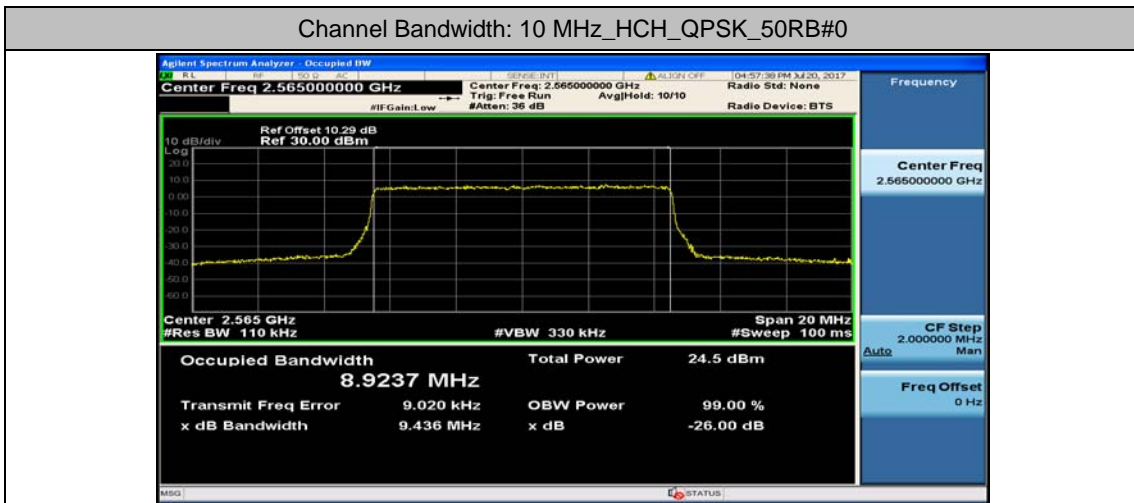 Channel Bandwidth: 10 MHz_HCH_QPSK_50RB#0
Agilent Spectrum Analyzer - Occupied BW
RL RF 50 Ω AC SENSE:INT ALIGN OFF 04:57:38 PM Jul 20, 2017
Center Freq 2.565000000 GHz
Center Freq: 2.565000000 GHz
Radio Std: None
Trig: Free Run
Avg|Hold: 10/10
#IFGain:Low
#Atten: 36 dB
Radio Device: BTS
Ref Offset 10.29 dB
10 dB/div
Ref 30.00 dBm
Log
20.0
10.0
0.00
-10.0
-20.0
-30.0
-40.0
-50.0
-60.0
Center 2.565 GHz
Span 20 MHz
#Res BW 110 kHz
#VBW 330 kHz
#Sweep 100 ms
Occupied Bandwidth
Total Power
24.5 dBm
8.9237 MHz
Transmit Freq Error
9.020 kHz
OBW Power
99.00 %
x dB Bandwidth
9.436 MHz
x dB
-26.00 dB
Frequency
Center Freq
2.565000000 GHz
CF Step
2.000000 MHz
Auto Man
Freq Offset
0 Hz
MSG
STATUS